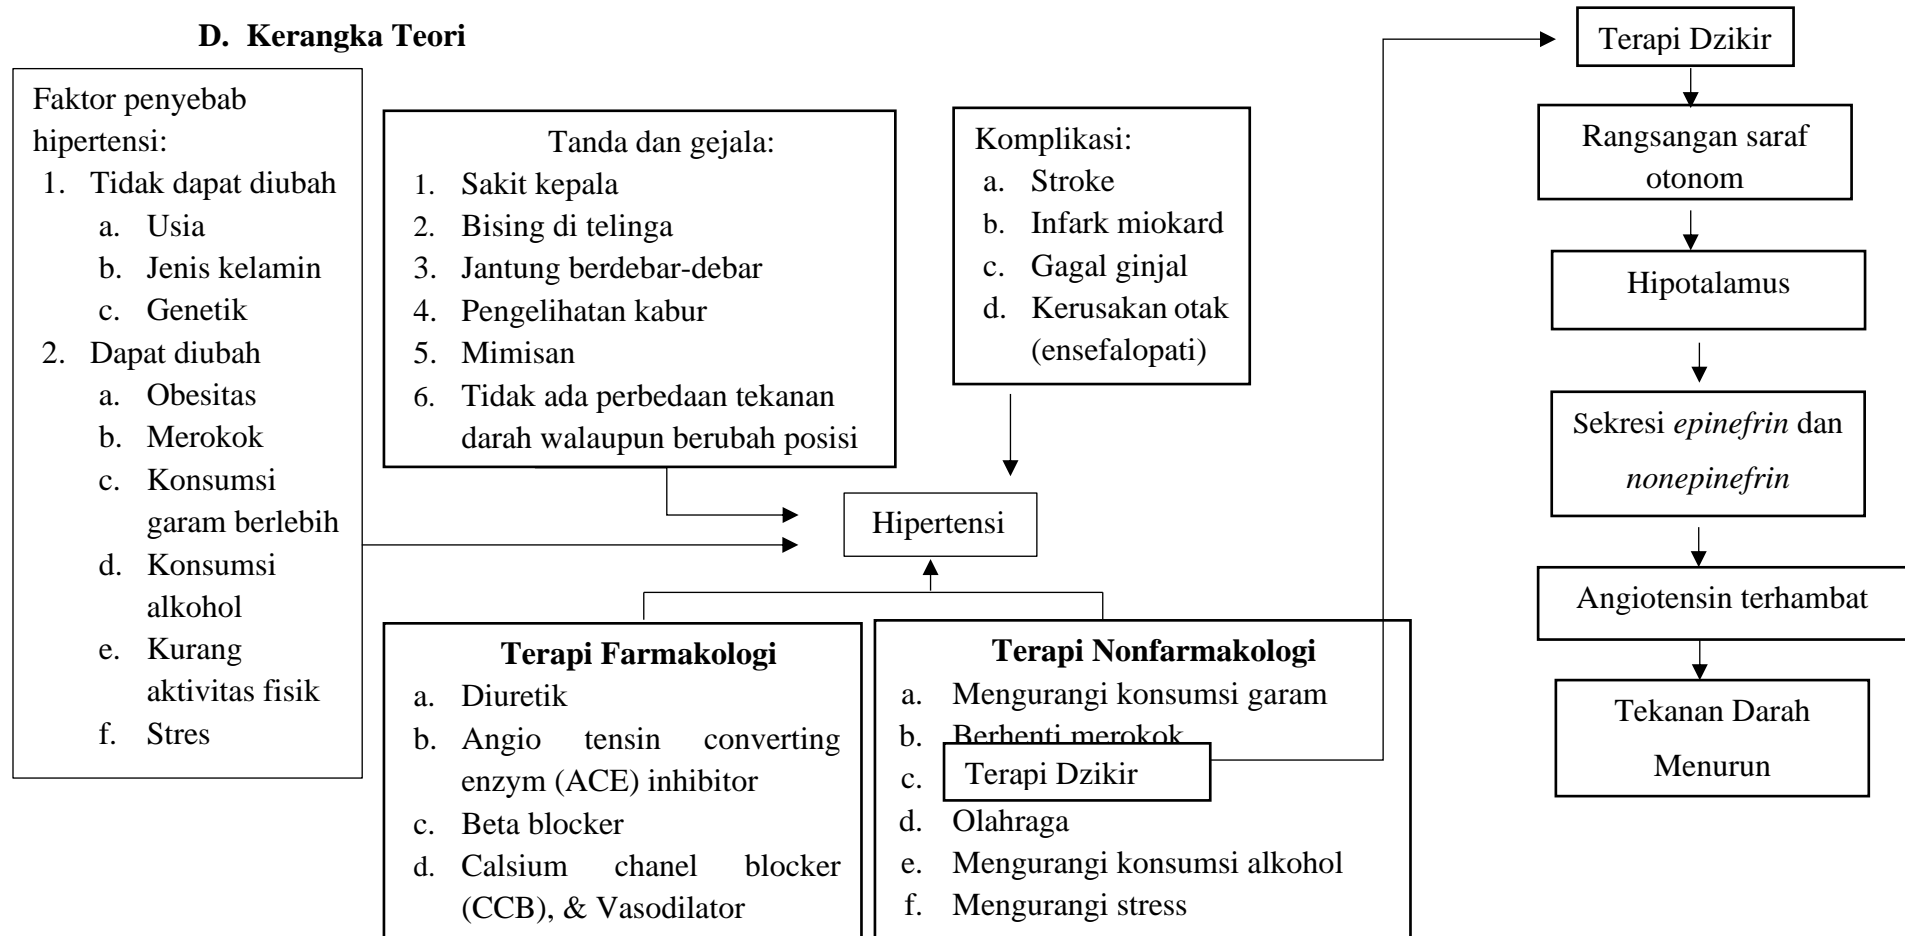 D. Kerangka Teori
Faktor penyebab
hipertensi:
1. Tidak dapat diubah
a. Usia
b. Jenis kelamin
c. Genetik
2. Dapat diubah
a. Obesitas
b. Merokok
c. Konsumsi
garam berlebih
d. Konsumsi
alkohol
e. Kurang
aktivitas fisik
f. Stres
Tanda dan gejala:
1. Sakit kepala
2. Bising di telinga
3. Jantung berdebar-debar
4. Pengelihatan kabur
5. Mimisan
6. Tidak ada perbedaan tekanan
darah walaupun berubah posisi
Komplikasi:
a. Stroke
b. Infark miokard
c. Gagal ginjal
d. Kerusakan otak
(ensefalopati)
Hipertensi
Terapi Farmakologi
a. Diuretik
b. Angio tensin converting
enzym (ACE) inhibitor
c. Beta blocker
d. Calsium chanel blocker
(CCB), & Vasodilator
Terapi Nonfarmakologi
a. Mengurangi konsumsi garam
b. Berhenti merokok
c. Terapi Dzikir
d. Olahraga
e. Mengurangi konsumsi alkohol
f. Mengurangi stress
Terapi Dzikir
Rangsangan saraf
otonom
Hipotalamus
Sekresi epinefrin dan
nonepinefrin
Angiotensin terhambat
Tekanan Darah
Menurun